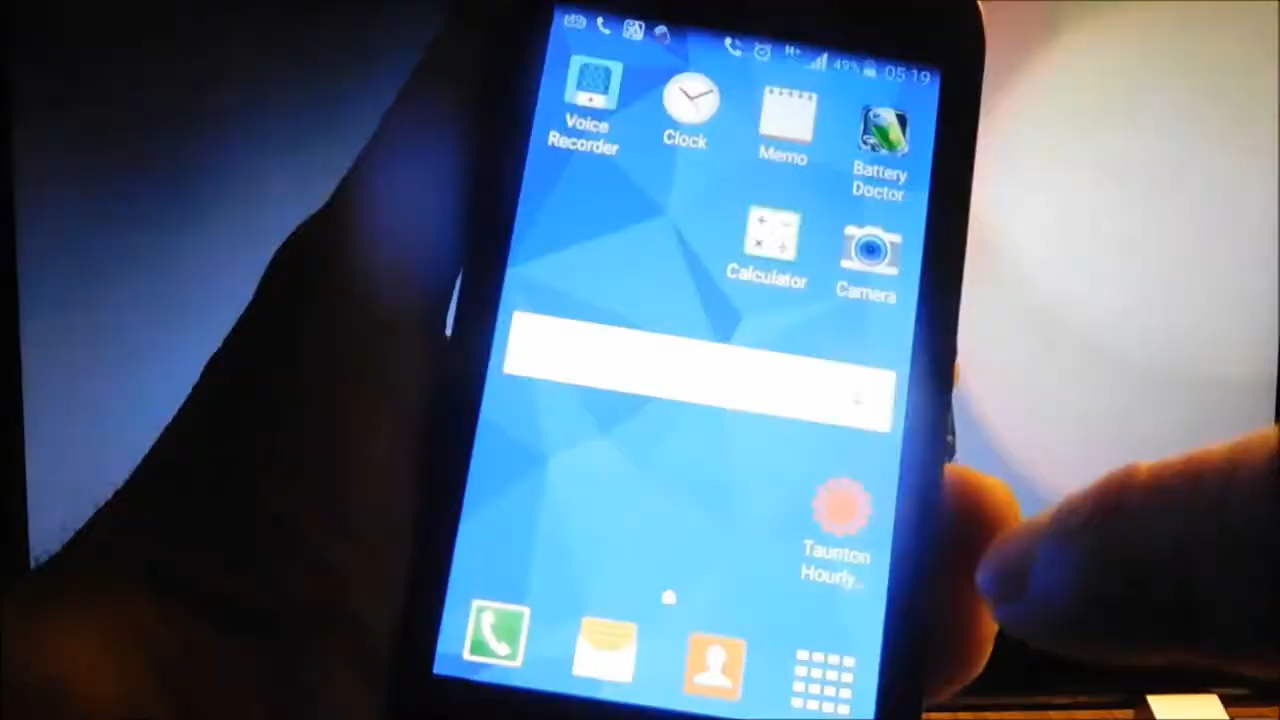 H+ 49% 05:19
Voice
Recorder
Clock
Memo
Battery
Doctor
Calculator
Camera
Taunton
Hourly..